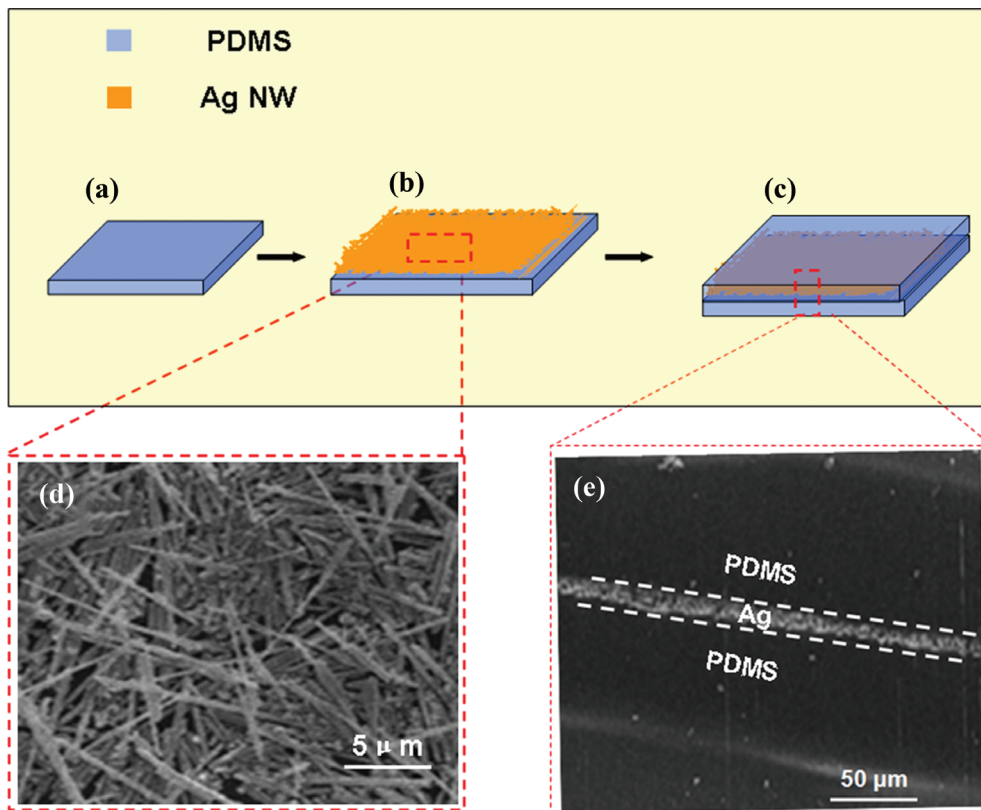 PDMS
Ag NW
(a)
(b)
(c)
(d)
5 μ m
(e)
PDMS
Ag
PDMS
50 μm